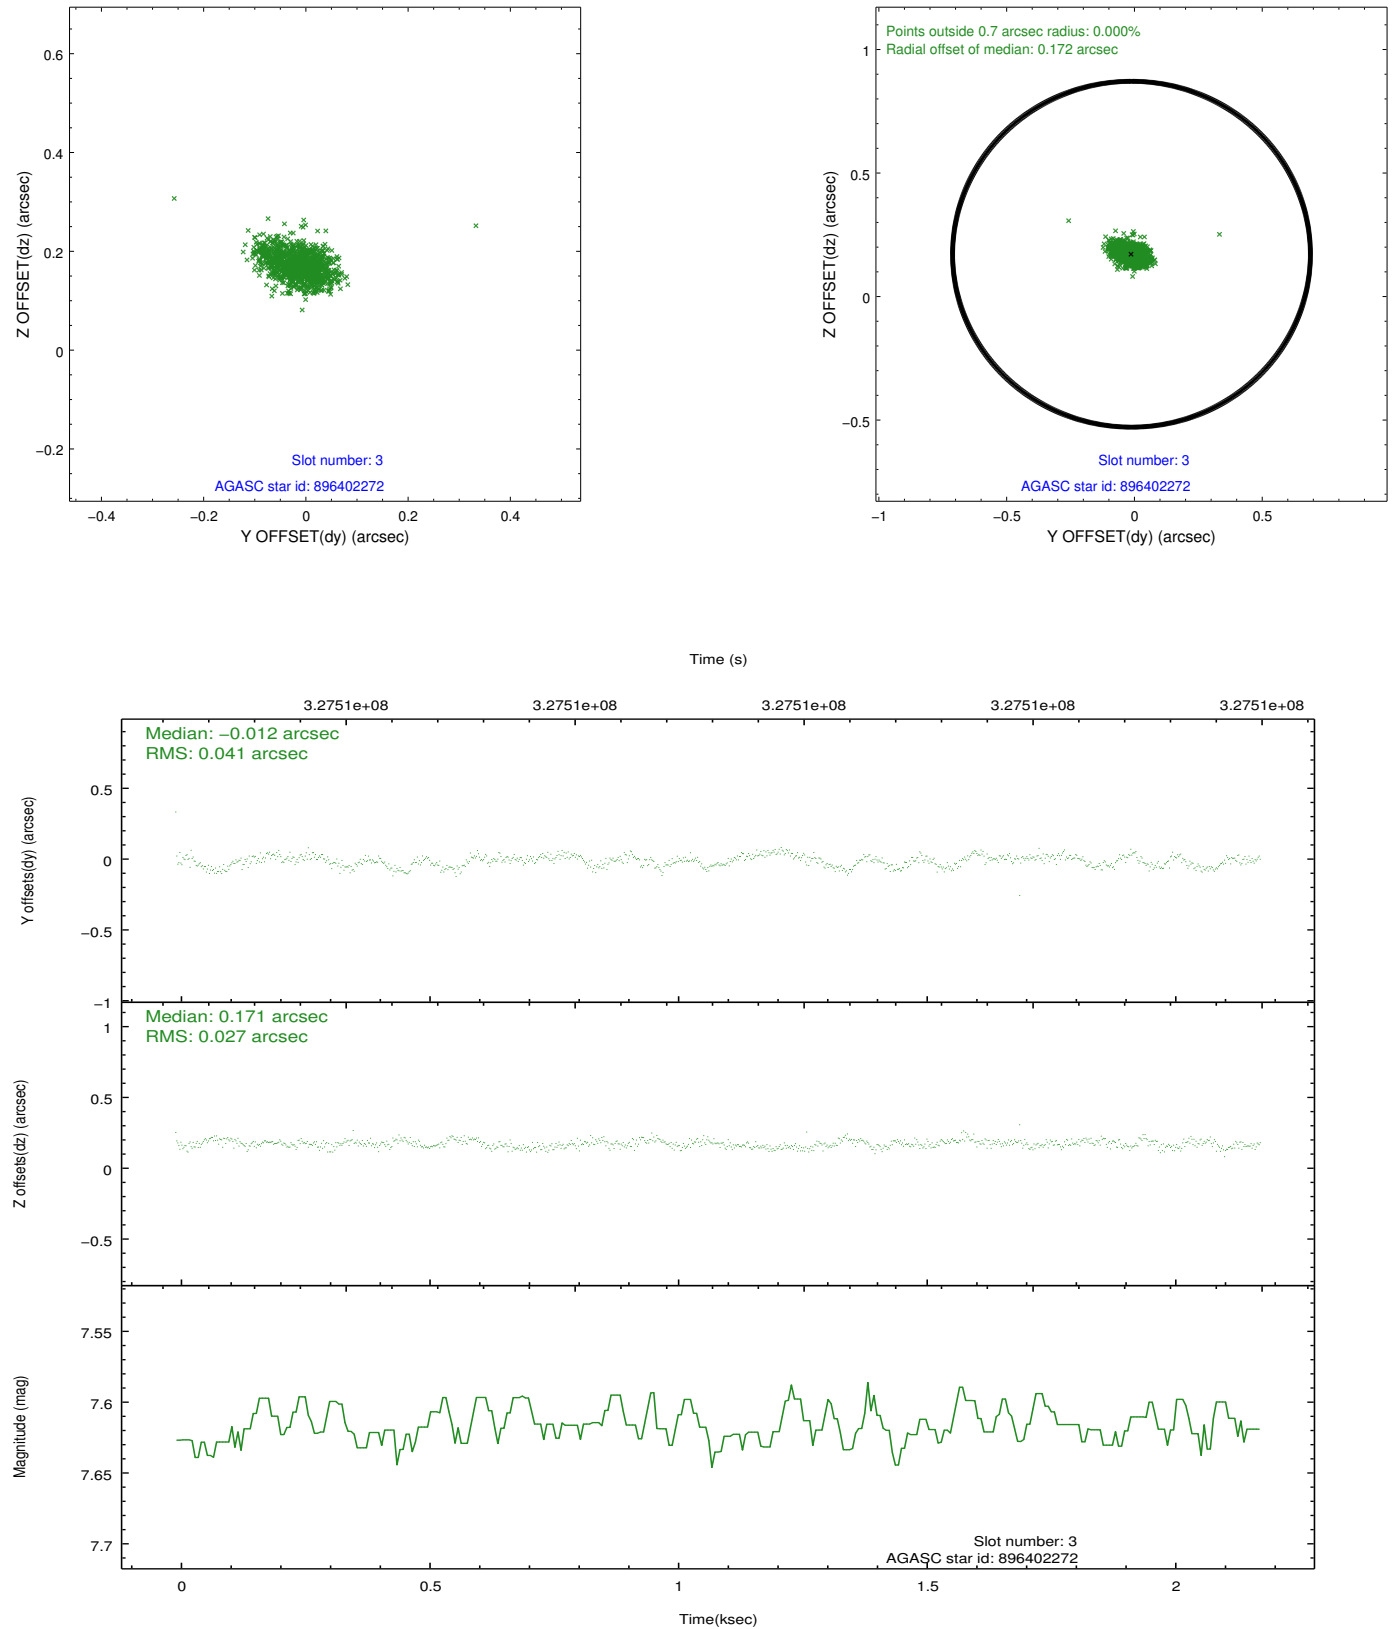 0.6
0.4
0.2
0
−0.2
Z OFFSET(dz) (arcsec)
Slot number: 3
AGASC star id: 896402272
−0.4
−0.2
0
0.2
0.4
Y OFFSET(dy) (arcsec)
Points outside 0.7 arcsec radius: 0.000%
Radial offset of median: 0.172 arcsec
1
0.5
0
−0.5
Z OFFSET(dz) (arcsec)
Slot number: 3
AGASC star id: 896402272
−1
−0.5
0
0.5
Y OFFSET(dy) (arcsec)
Time (s)
3.2751e+08
3.2751e+08
3.2751e+08
3.2751e+08
3.2751e+08
Median: −0.012 arcsec
RMS: 0.041 arcsec
0.5
0
−0.5
−1
Y offsets(dy) (arcsec)
Median: 0.171 arcsec
RMS: 0.027 arcsec
1
0.5
0
−0.5
Z offsets(dz) (arcsec)
7.55
7.6
7.65
7.7
Magnitude (mag)
Slot number: 3
AGASC star id: 896402272
0
0.5
1
1.5
2
Time(ksec)